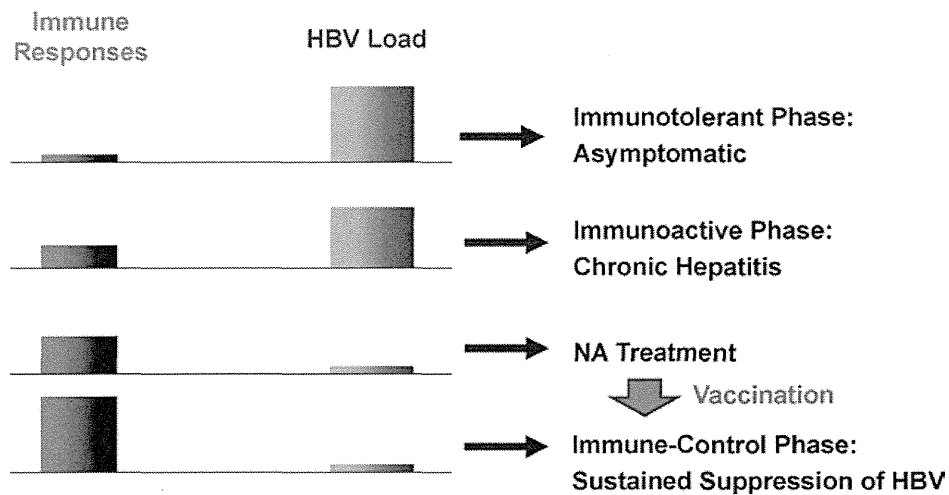 Immune
Responses
HBV Load
Immunotolerant Phase:
Asymptomatic
Immunoactive Phase:
Chronic Hepatitis
NA Treatment
Vaccination
Immune-Control Phase:
Sustained Suppression of HBV